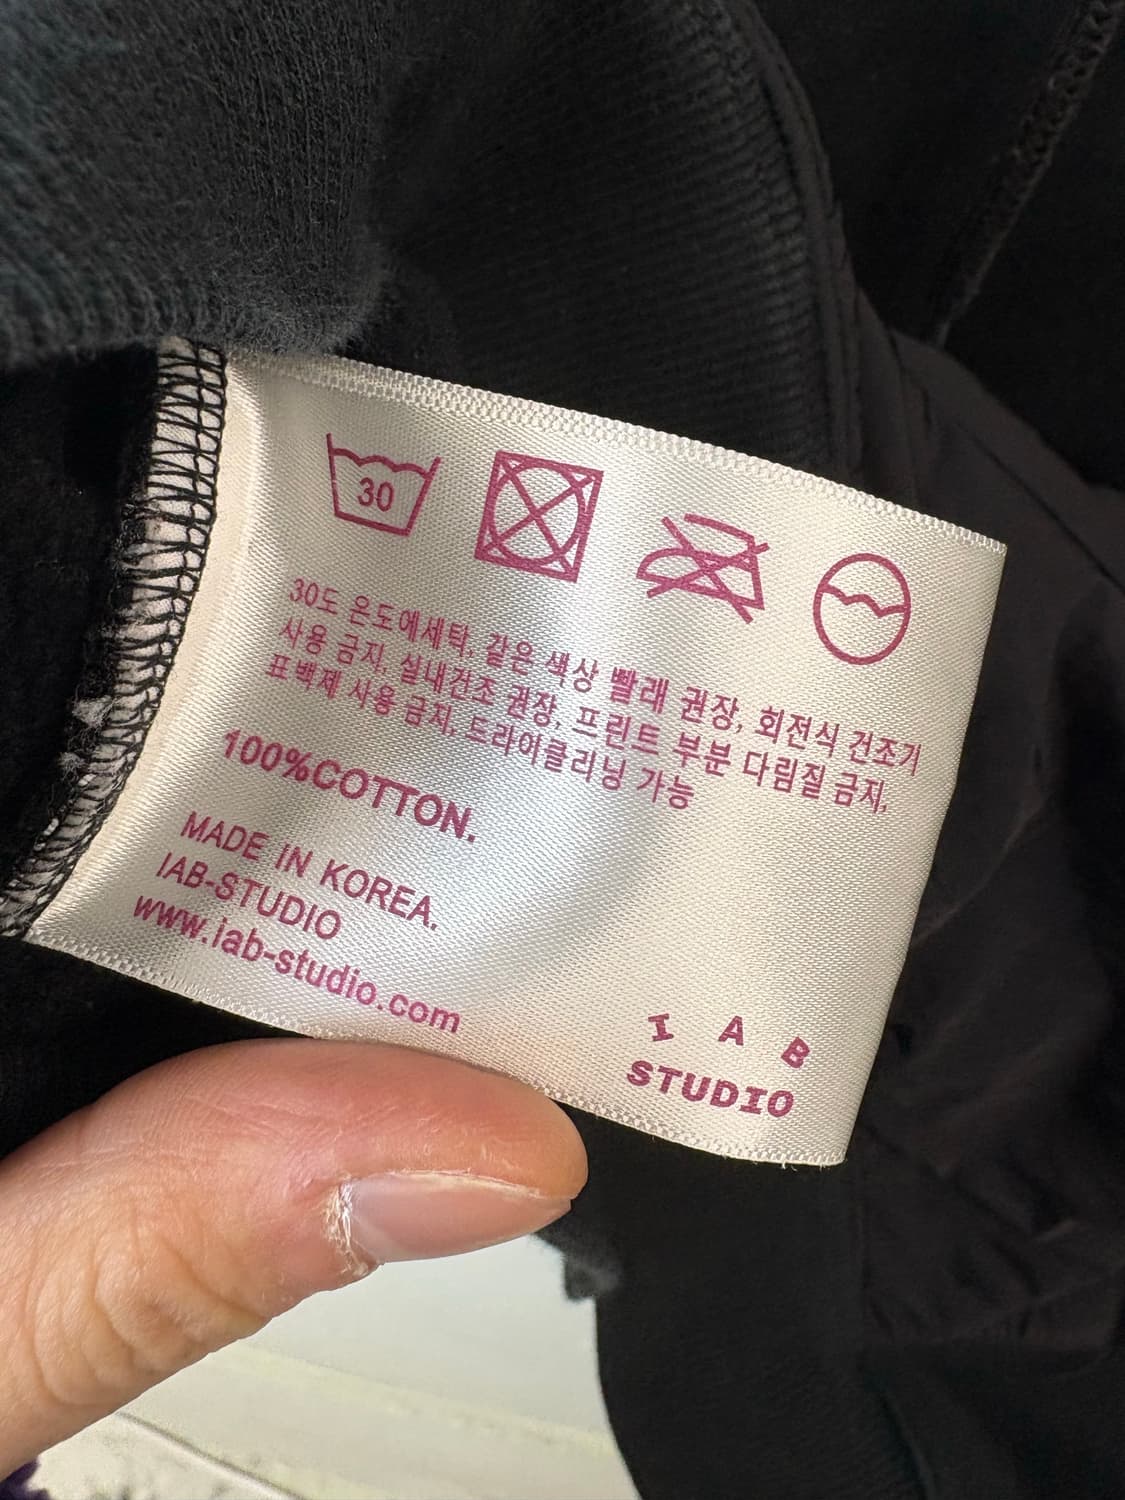 30
30도 온도에세탁, 같은 색상 빨래 권장, 회전식 건조기
사용 금지, 실내건조 권장, 프린트 부분 다림질 금지,
표백제 사용 금지, 드라이클리닝 가능
100%COTTON.
MADE IN KOREA.
IAB-STUDIO
www.iab-studio.com
I A B
STUDIO